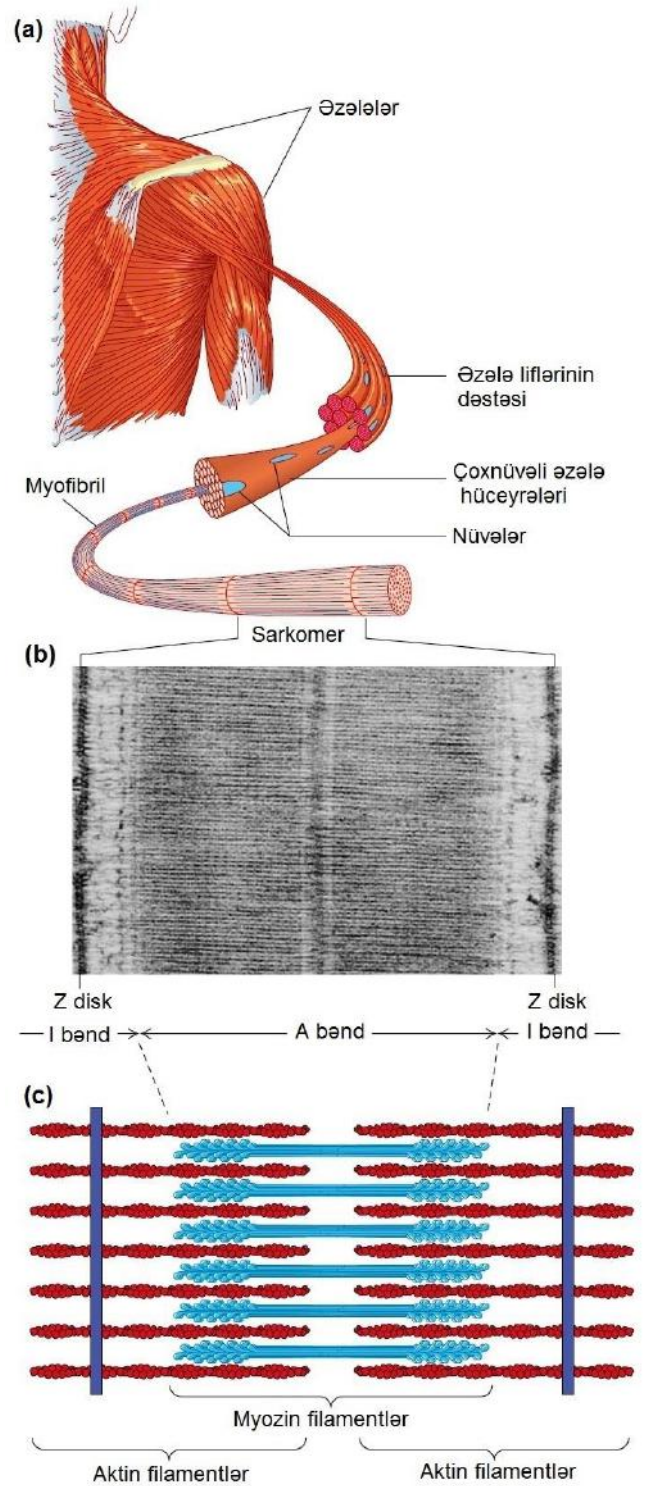 (a)
Əzələlər
Əzələ liflərinin
dəstəsi
Çoxnüvəli əzələ
hüceyrələri
Myofibril
Nüvələr
Sarkomer
(b)
Z disk
Z disk
I bənd
A bənd
I bənd
(c)
Myozin filamentlər
Aktin filamentlər
Aktin filamentlər